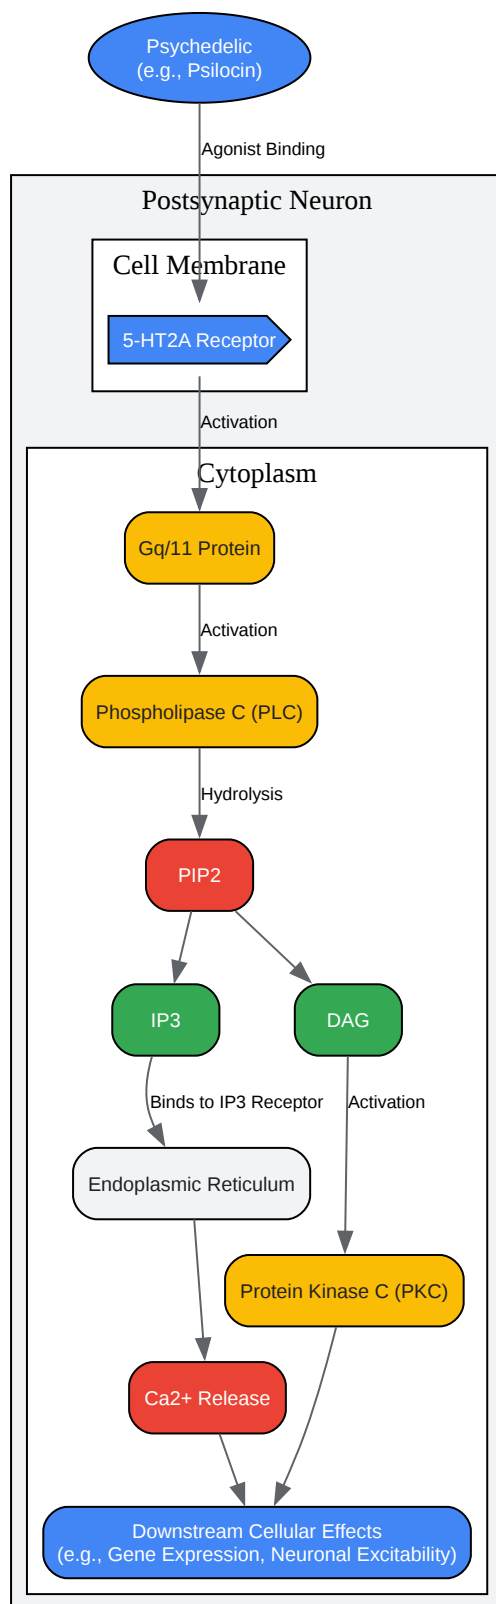 Psychedelic
(e.g., Psilocin)
Agonist Binding
Postsynaptic Neuron
Cell Membrane
5-HT2A Receptor
Activation
Cytoplasm
Gq/11 Protein
Activation
Phospholipase C (PLC)
Hydrolysis
PIP2
IP3
DAG
Binds to IP3 Receptor
Activation
Endoplasmic Reticulum
Protein Kinase C (PKC)
Ca2+ Release
Downstream Cellular Effects
(e.g., Gene Expression, Neuronal Excitability)